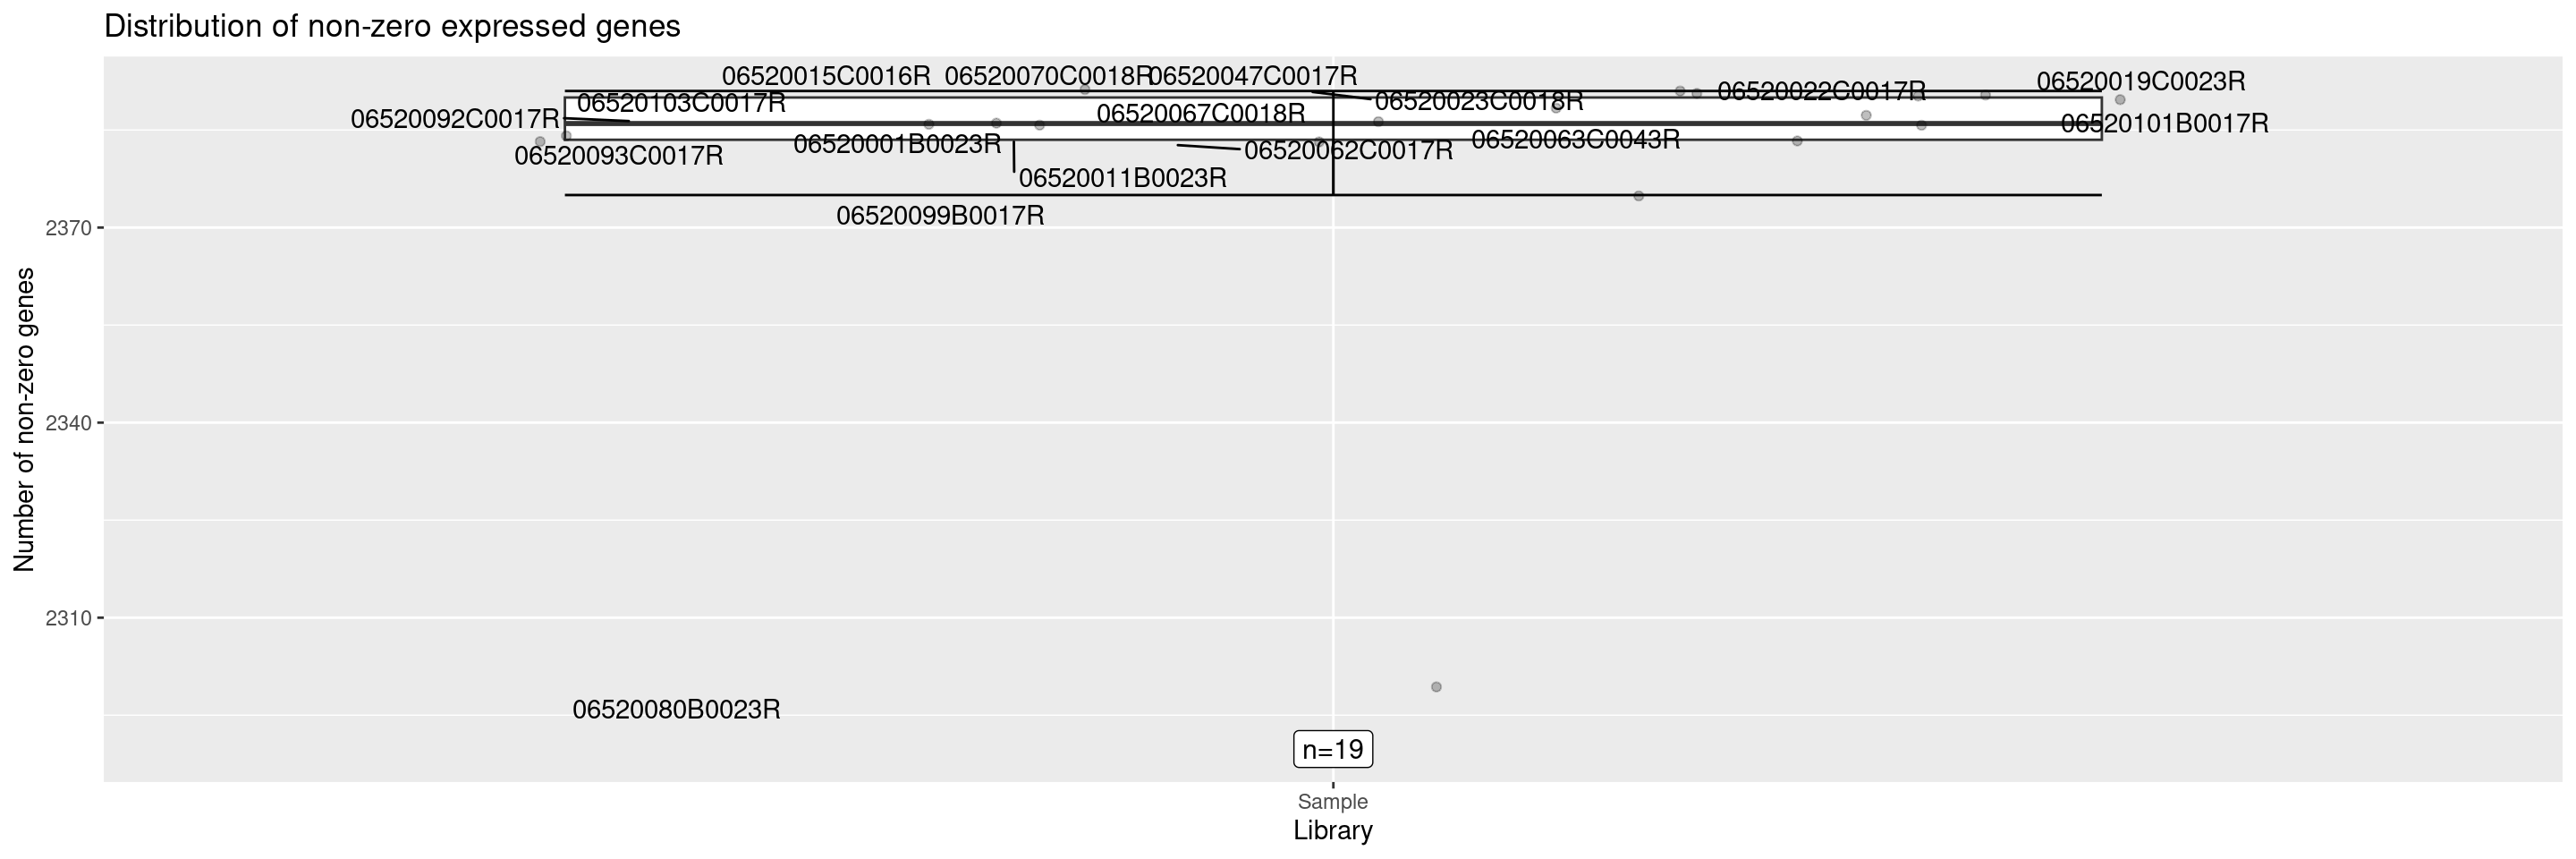 Distribution of non-zero expressed genes
06520015C0016R
06520070C0018R
06520047C0017R
06520019C0023R
06520022C0017R
06520103C0017R
06520023C0018R
06520092C0017R
06520067C0018R
06520101B0017R
06520063C0043R
06520001B0023R
06520062C0017R
06520093C0017R
06520011B0023R
06520099B0017R
2370
2340
2310
Number of non-zero genes
06520080B0023R
n=19
Sample
Library